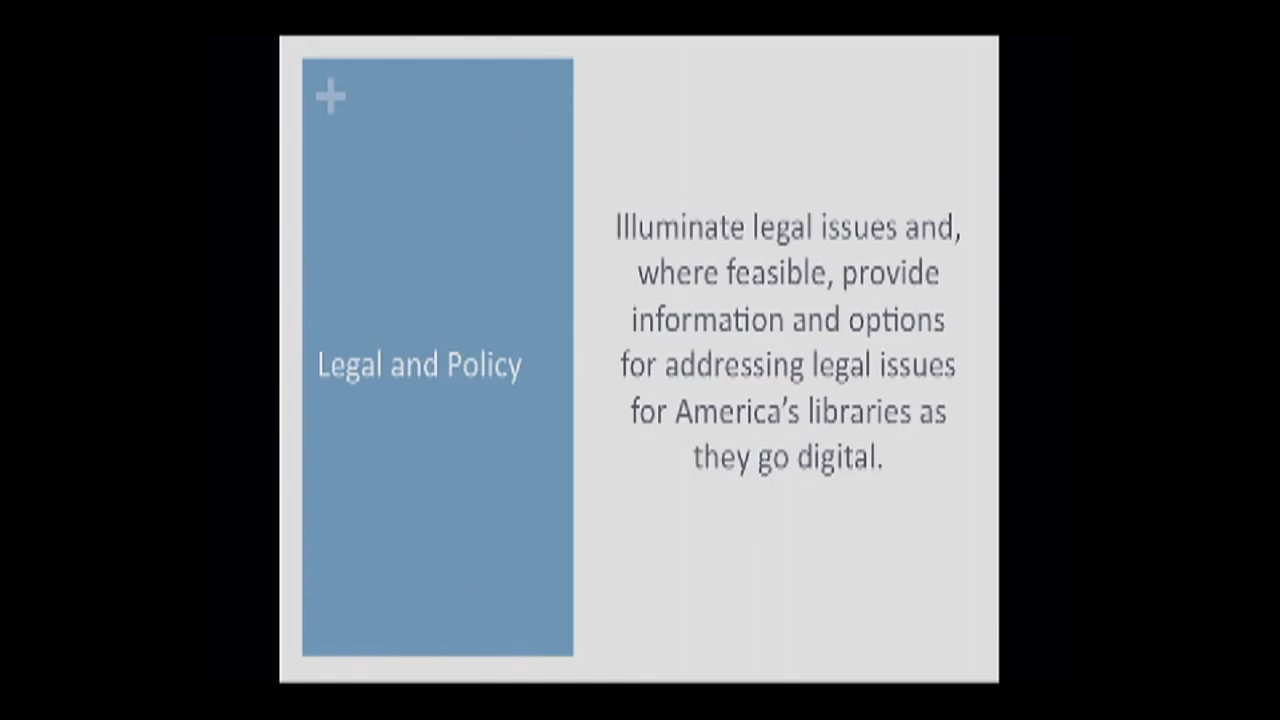 +
Legal and Policy
Illuminate legal issues and,
where feasible, provide
information and options
for addressing legal issues
for America's libraries as
they go digital.